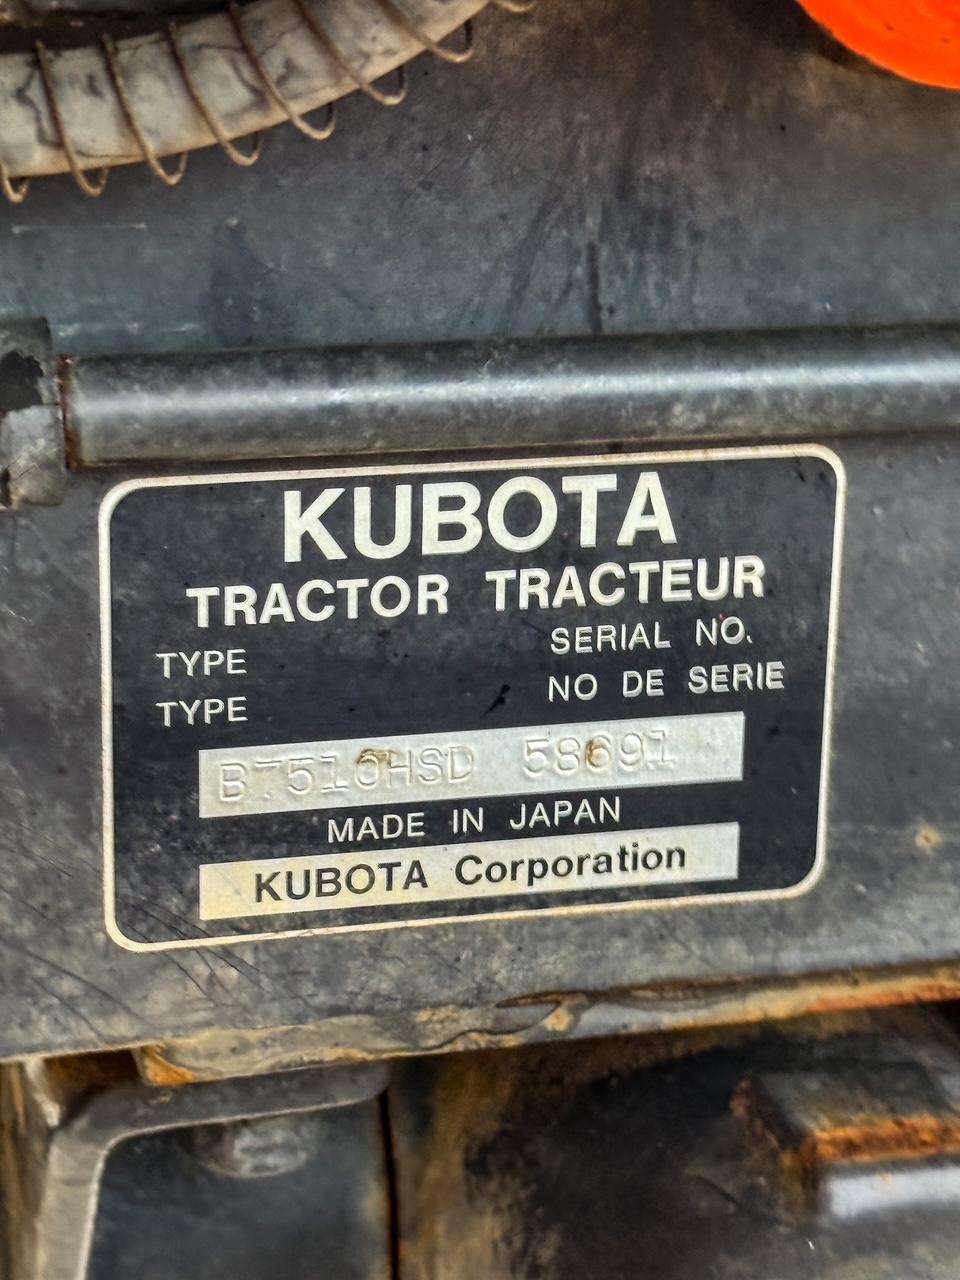 KUBOTA
TRACTOR TRACTEUR
TYPE SERIAL NO.
TYPE NO DE SERIE
B7510HSD 58691
MADE IN JAPAN
KUBOTA Corporation